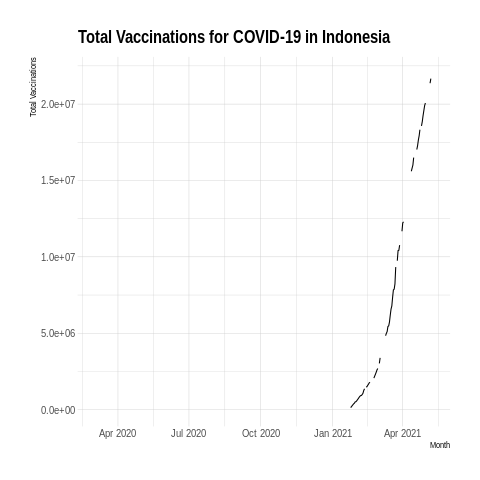 Total Vaccinations for COVID-19 in Indonesia
Total Vaccinations
2.0e+07
1.5e+07
1.0e+07
5.0e+06
0.0e+00
Apr 2020 Jul 2020 Oct 2020 Jan 2021 Apr 2021
Month